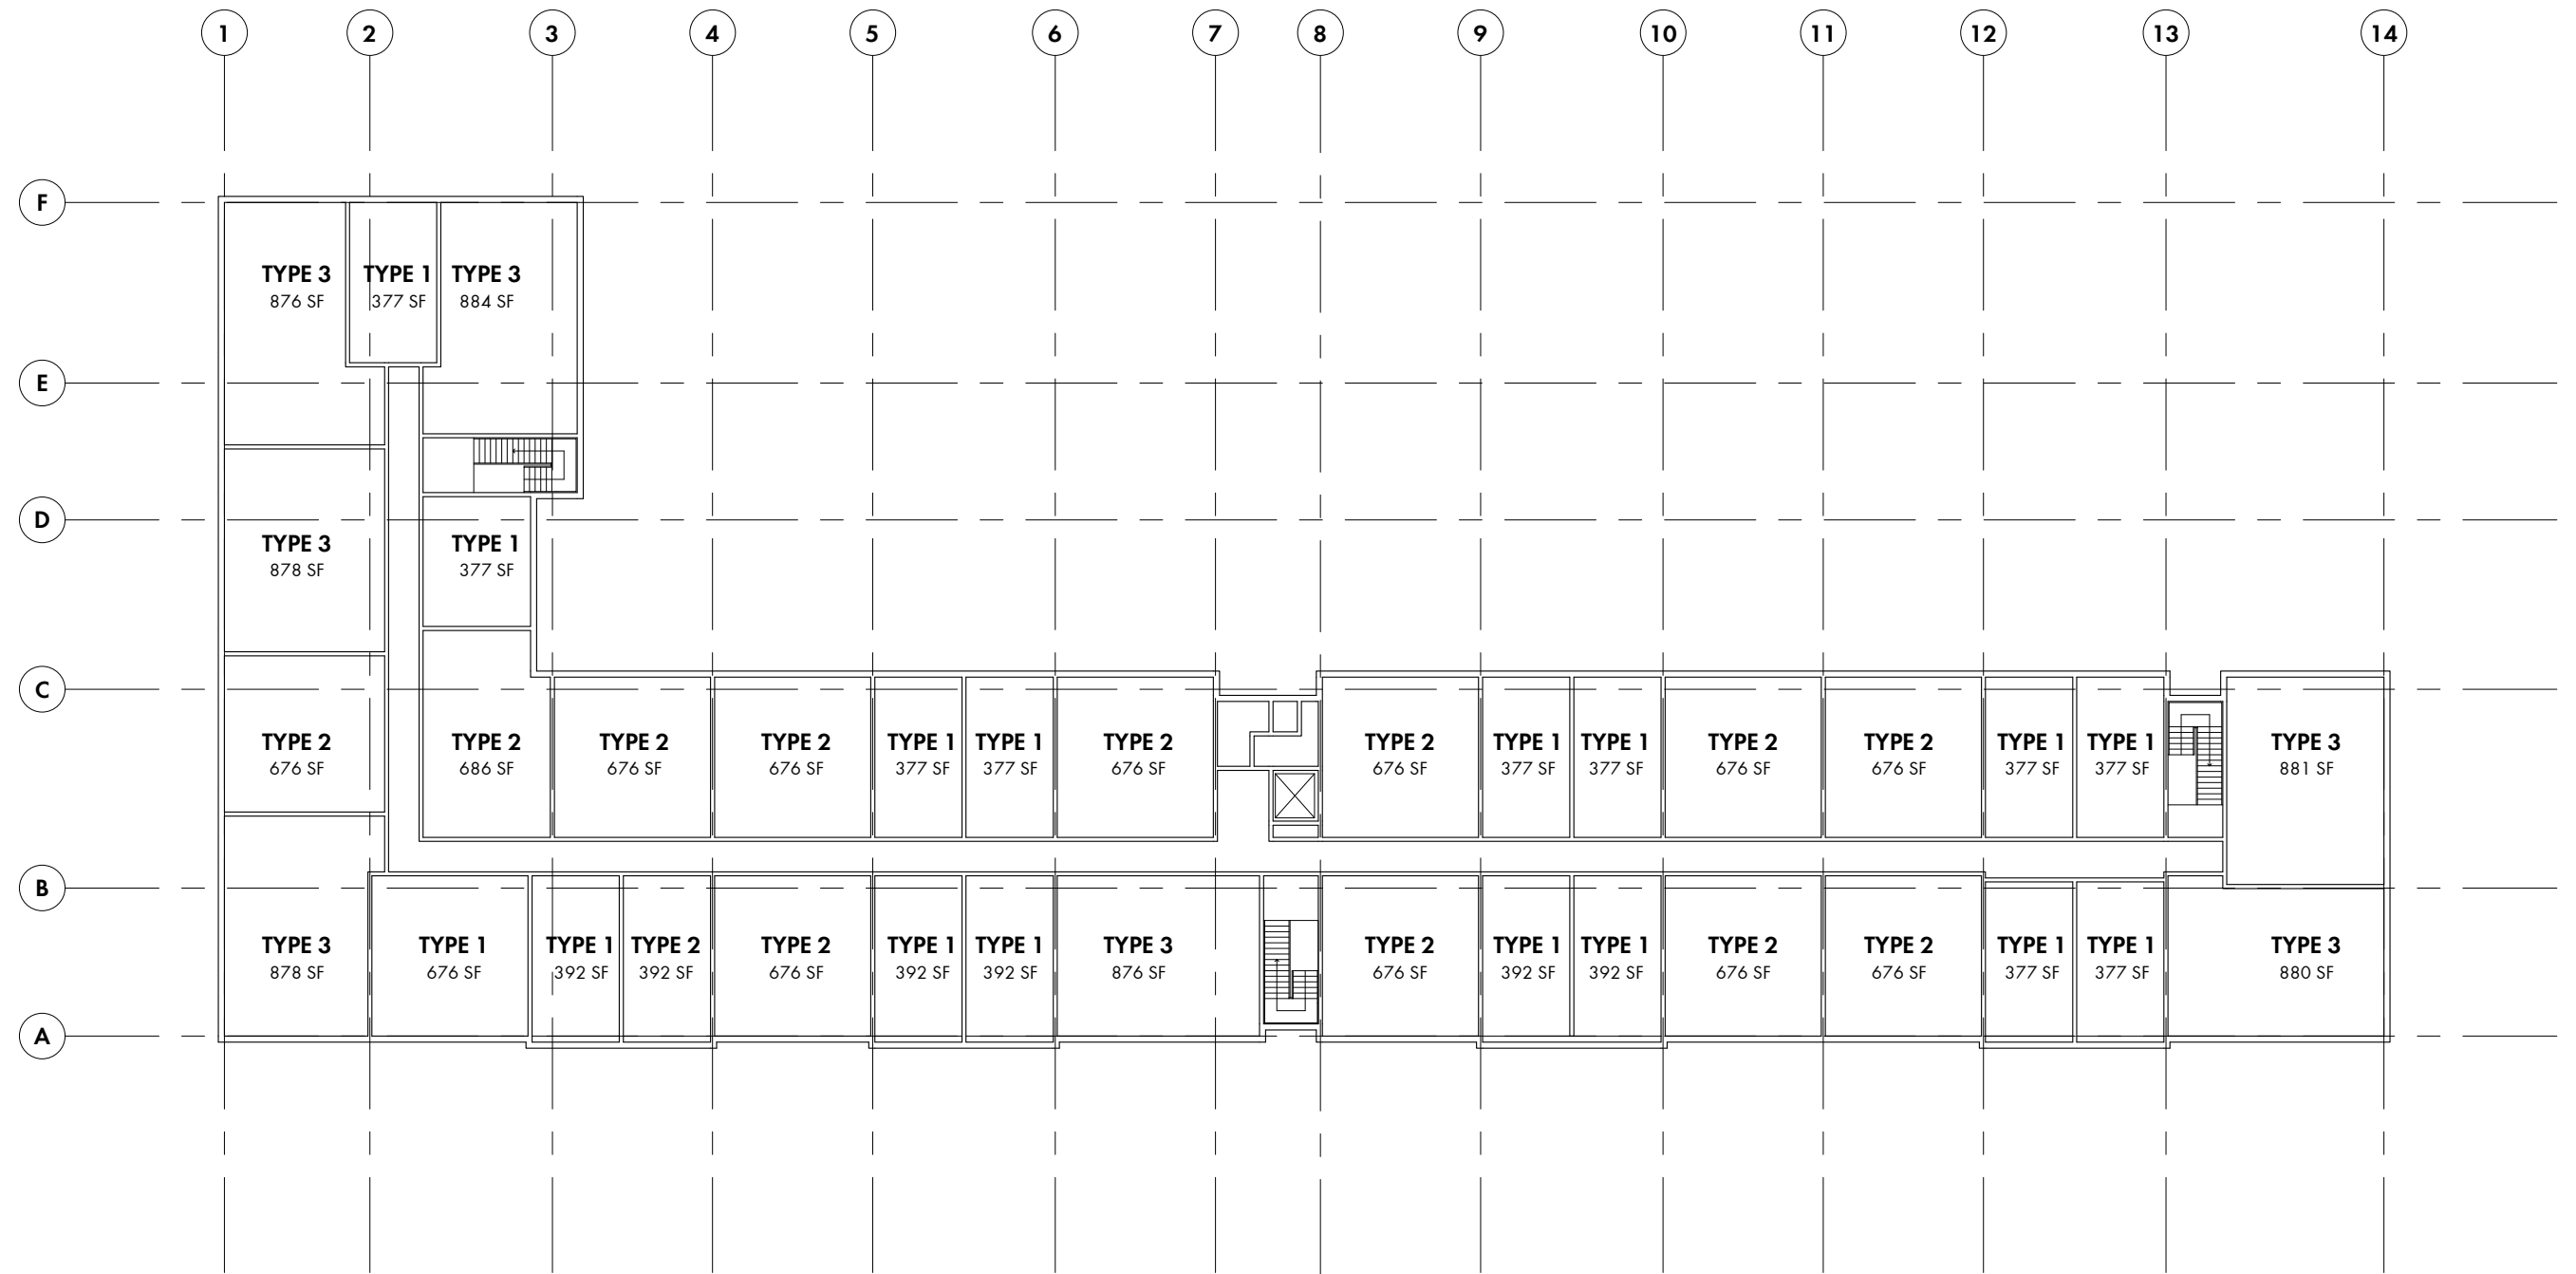 1 2 3 4 5 6 7 8 9 10 11 12 13 14
F
TYPE 3 TYPE 1 TYPE 3
876 SF 377 SF 884 SF
E
D
TYPE 3 TYPE 1
878 SF 377 SF
C
TYPE 2 TYPE 2 TYPE 2 TYPE 2 TYPE 1 TYPE 1 TYPE 2 TYPE 2 TYPE 1 TYPE 1 TYPE 2 TYPE 2 TYPE 1 TYPE 1 TYPE 3
676 SF 686 SF 676 SF 676 SF 377 SF 377 SF 676 SF 676 SF 377 SF 377 SF 676 SF 676 SF 377 SF 377 SF 881 SF
B
TYPE 3 TYPE 1 TYPE 1 TYPE 2 TYPE 2 TYPE 1 TYPE 1 TYPE 3 TYPE 2 TYPE 1 TYPE 1 TYPE 2 TYPE 2 TYPE 1 TYPE 1 TYPE 3
878 SF 676 SF 392 SF 392 SF 676 SF 392 SF 392 SF 876 SF 676 SF 392 SF 392 SF 676 SF 676 SF 377 SF 377 SF 880 SF
A